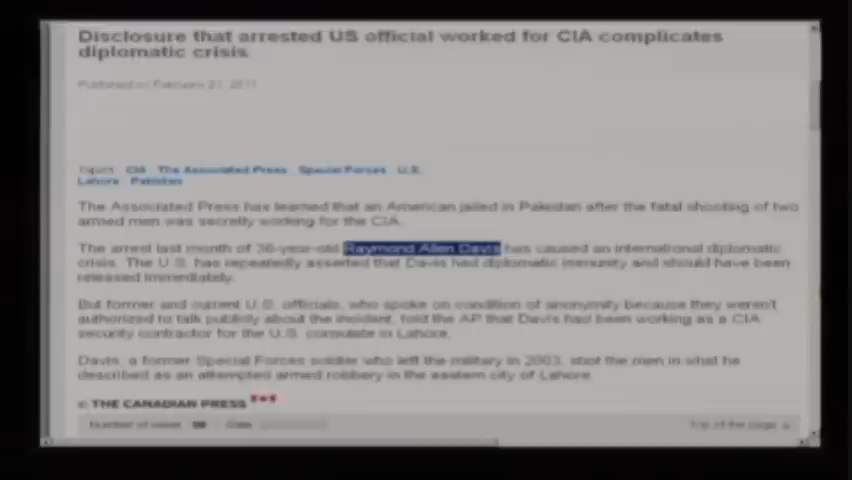 Disclosure that arrested US official worked for CIA complicates
diplomatic crisis
Published on February 21, 2011
Topics CIA The Associated Press Special Forces U.S.
Lahore Pakistan
The Associated Press has learned that an American jailed in Pakistan after the fatal shooting of two
armed men was secretly working for the CIA.
The arrest last month of 36-year-old Raymond Allen Davis has caused an international diplomatic
crisis. The U.S. has repeatedly asserted that Davis had diplomatic immunity and should have been
released immediately.
But former and current U.S. officials, who spoke on condition of anonymity because they weren't
authorized to talk publicly about the incident, told the AP that Davis had been working as a CIA
security contractor for the U.S. consulate in Lahore.
Davis, a former Special Forces soldier who left the military in 2003, shot the men in what he
described as an attempted armed robbery in the eastern city of Lahore.
© THE CANADIAN PRESS
Number of views Date
Top of the page